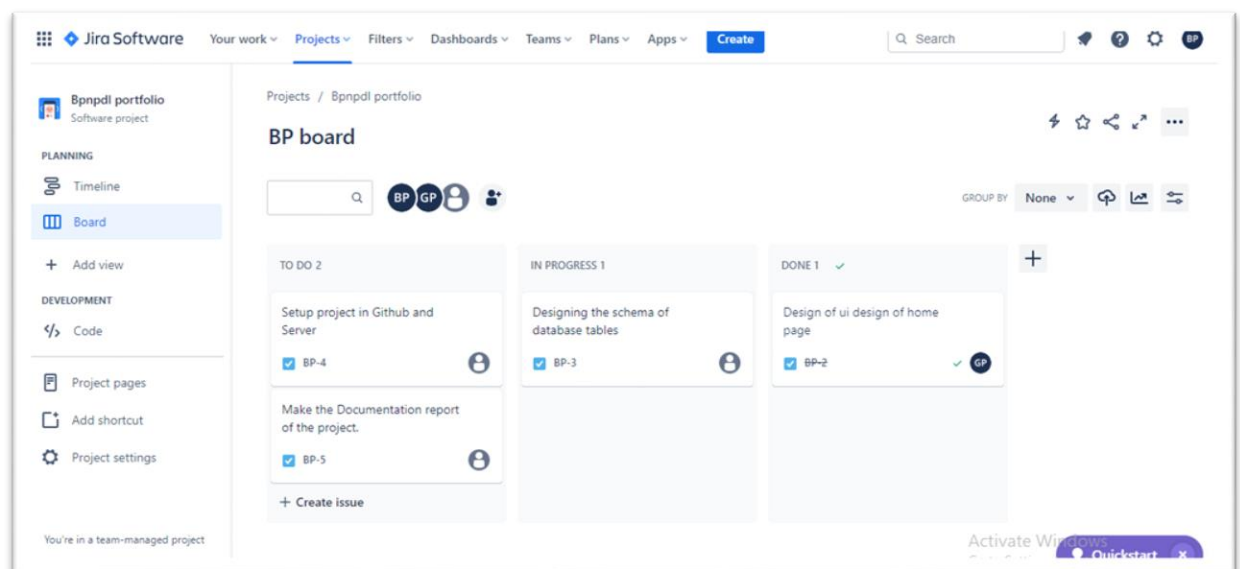 Jira Software
Your work
Projects
Filters
Dashboards
Teams
Plans
Apps
Create
Search
BP
Bpnpdl portfolio
Software project
PLANNING
Timeline
Board
Add view
DEVELOPMENT
Code
Project pages
Add shortcut
Project settings
You're in a team-managed project
Projects / Bpnpdl portfolio
BP board
BP GP
GROUP BY None
TO DO 2
Setup project in Github and
Server
BP-4
Make the Documentation report
of the project.
BP-5
+ Create issue
IN PROGRESS 1
Designing the schema of
database tables
BP-3
DONE 1
Design of ui design of home
page
BP-2
GP
Activate Windows
Quickstart